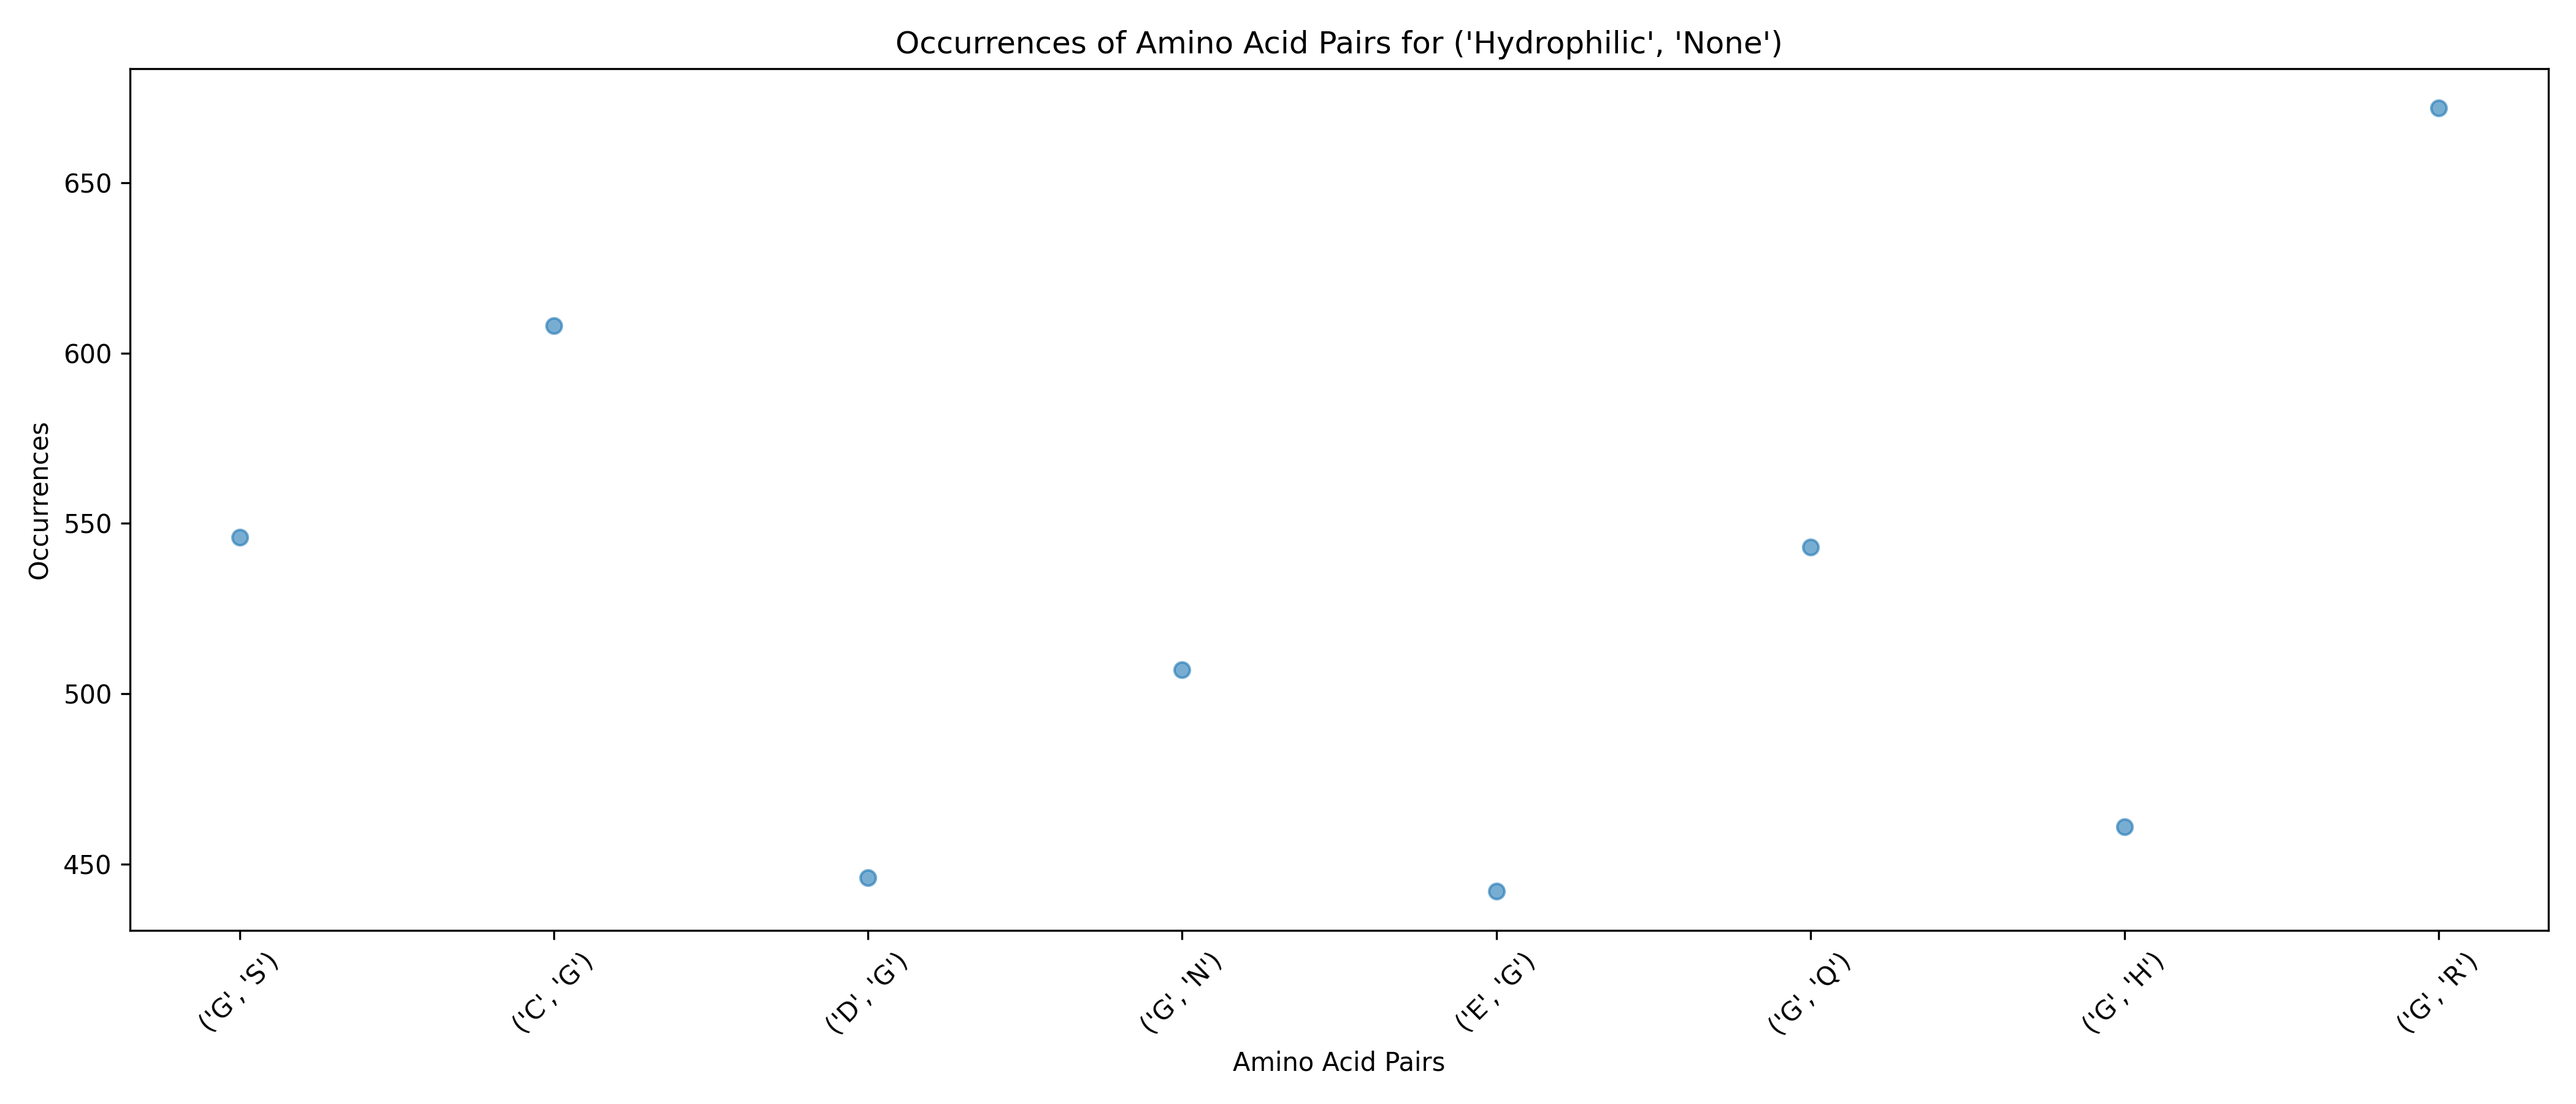 Occurrences of Amino Acid Pairs for ('Hydrophilic', 'None')
Occurrences
650
600
550
500
450
('G', 'S')
('C', 'G')
('D', 'G')
('G', 'N')
('E', 'G')
('G', 'Q')
('G', 'H')
('G', 'R')
Amino Acid Pairs